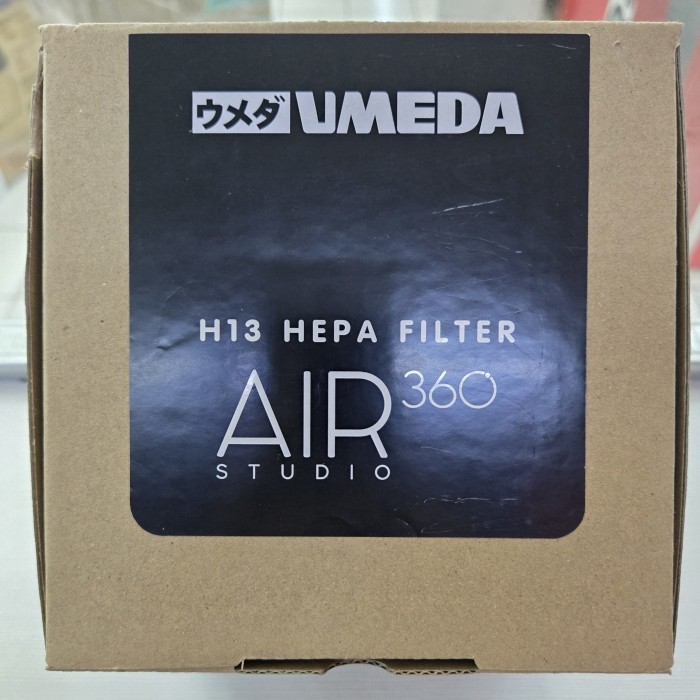 ウメダ UMEDA
H13 HEPA FILTER
AIR 360
STUDIO